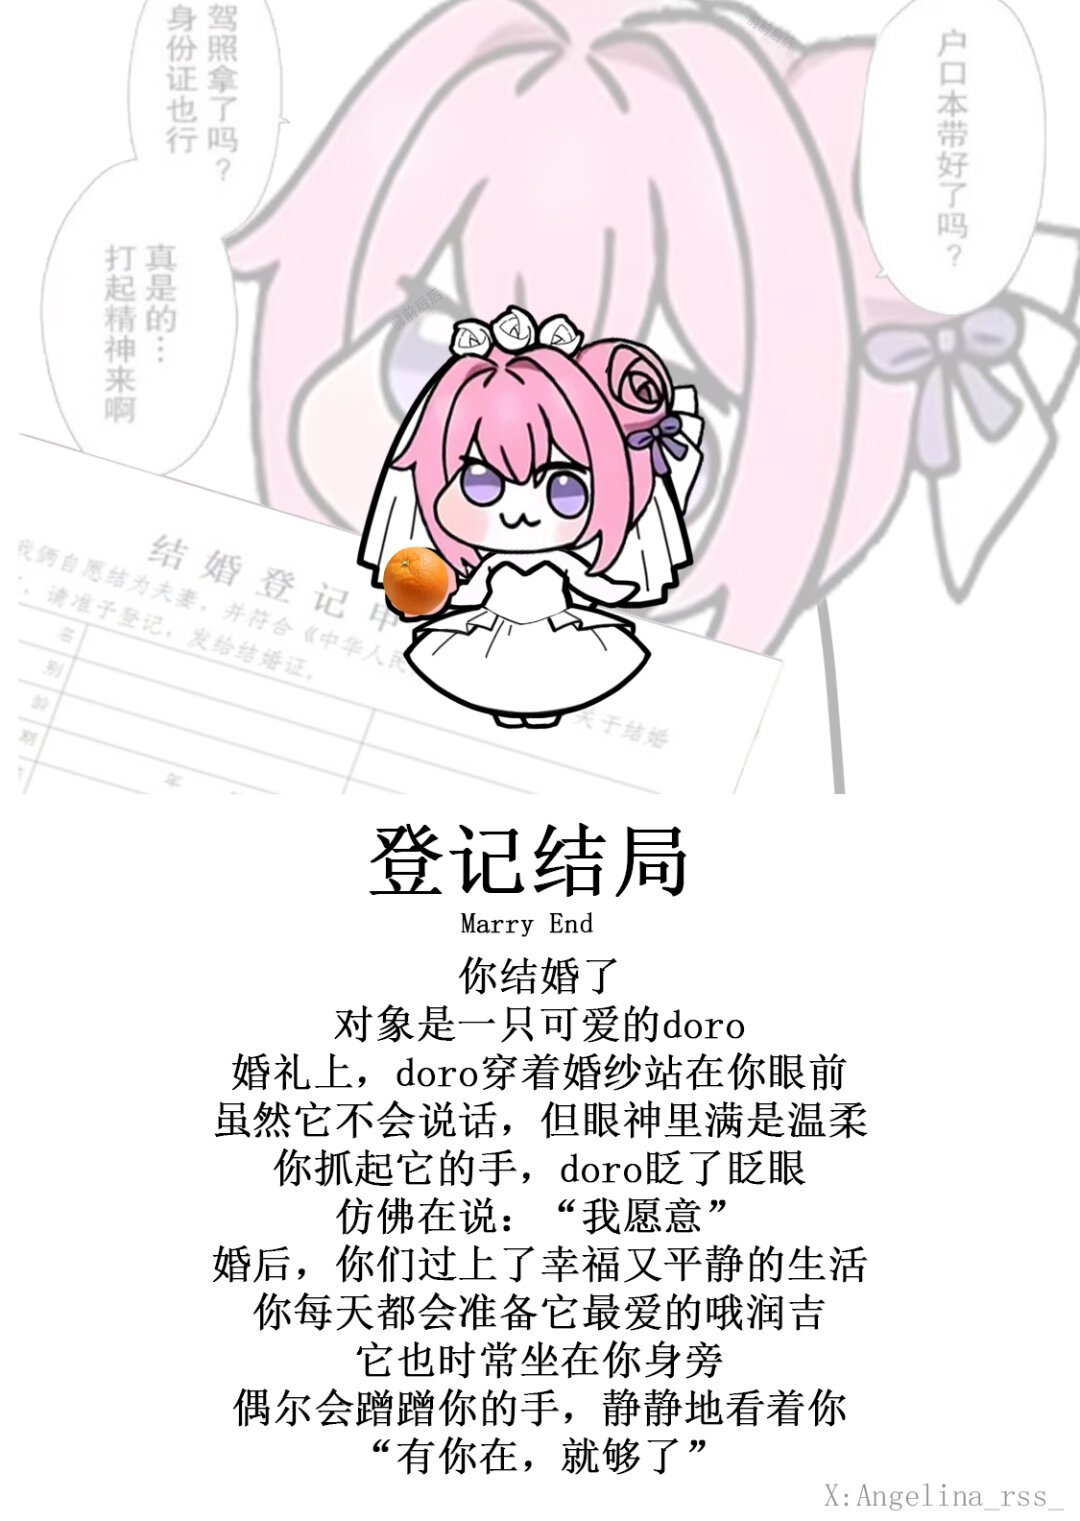 户口本带好了吗？
驾照拿了吗？
身份证也行
真是的…
打起精神来啊
结婚登记申
我俩自愿结为夫妻，并符合《中华人民
关于结婚
，请准予登记，发给结婚证。
名
别
龄
期
年
登记结局
Marry End
你结婚了
对象是一只可爱的doro
婚礼上，doro穿着婚纱站在你眼前
虽然它不会说话，但眼神里满是温柔
你抓起它的手，doro眨了眨眼
仿佛在说：“我愿意”
婚后，你们过上了幸福又平静的生活
你每天都会准备它最爱的哦润吉
它也时常坐在你身旁
偶尔会蹭蹭你的手，静静地看着你
“有你在，就够了”
X:Angelina_rss_